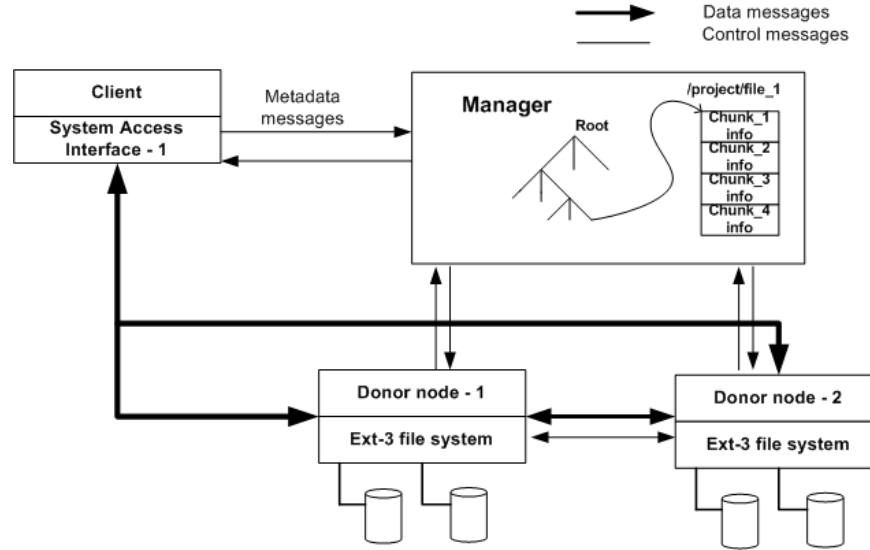 Data messages
Control messages
Client
System Access
Interface - 1
Metadata
messages
Manager
Root
/project/file_1
Chunk_1
info
Chunk_2
info
Chunk_3
info
Chunk_4
info
Donor node - 1
Ext-3 file system
Donor node - 2
Ext-3 file system